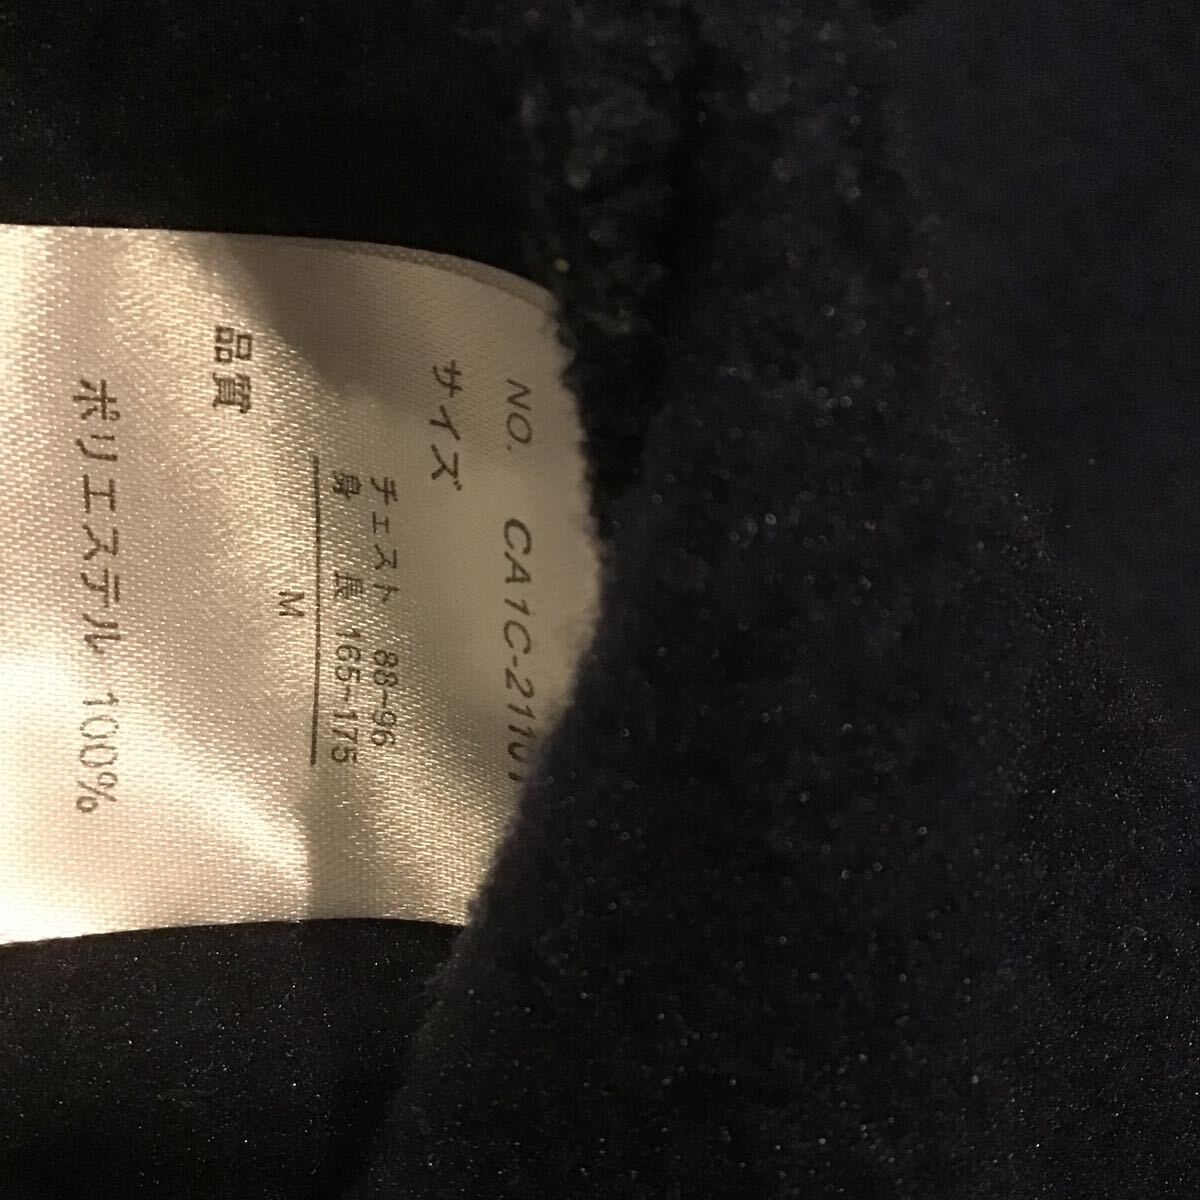 NO. CA1C-2110
サイズ
チェスト 88-96
身 長 165-175
M
品質
ポリエステル 100%